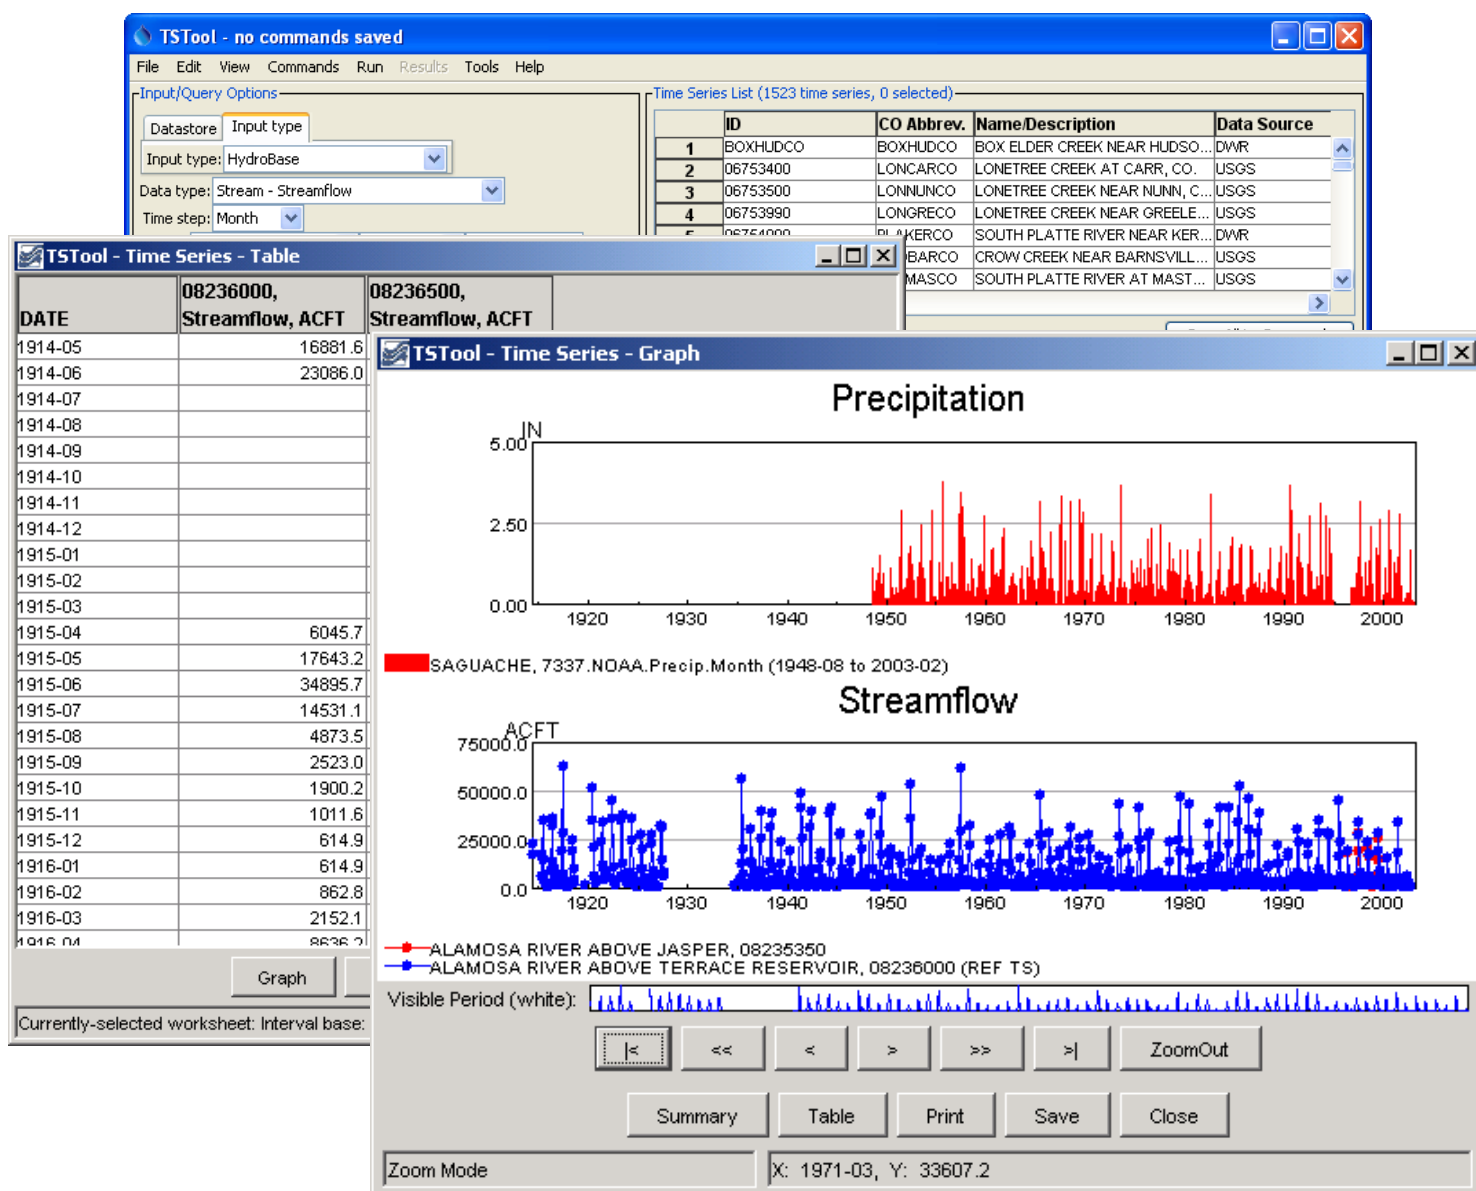 TSTool - no commands saved
File Edit View Commands Run Results Tools Help
Input/Query Options
Datastore Input type
Input type: HydroBase
Data type: Stream - Streamflow
Time step: Month
Time Series List (1523 time series, 0 selected)
ID CO Abbrev. Name/Description Data Source
1 BOXHUDCO BOXHUDCO BOX ELDER CREEK NEAR HUDSO... DWR
2 06753400 LONCARCO LONETREE CREEK AT CARR, CO. USGS
3 06753500 LONNUNCO LONETREE CREEK NEAR NUNN, C... USGS
4 06753990 LONGRECO LONETREE CREEK NEAR GREELE... USGS
SOUTH PLATTE RIVER NEAR KER... DWR
CROW CREEK NEAR BARNSVILL... USGS
SOUTH PLATTE RIVER AT MAST... USGS
TSTool - Time Series - Table
DATE 08236000, Streamflow, ACFT 08236500, Streamflow, ACFT
1914-05 16881.6
1914-06 23086.0
1914-07
1914-08
1914-09
1914-10
1914-11
1914-12
1915-01
1915-02
1915-03
1915-04 6045.7
1915-05 17643.2
1915-06 34895.7
1915-07 14531.1
1915-08 4873.5
1915-09 2523.0
1915-10 1900.2
1915-11 1011.6
1915-12 614.9
1916-01 614.9
1916-02 862.8
1916-03 2152.1
1916-04 8636.2
Graph
Currently-selected worksheet: Interval base:
TSTool - Time Series - Graph
Precipitation
IN
5.00
2.50
0.00
1920 1930 1940 1950 1960 1970 1980 1990 2000
SAGUACHE, 7337.NOAA.Precip.Month (1948-08 to 2003-02)
Streamflow
ACFT
75000.0
50000.0
25000.0
0.0
1920 1930 1940 1950 1960 1970 1980 1990 2000
ALAMOSA RIVER ABOVE JASPER, 08235350
ALAMOSA RIVER ABOVE TERRACE RESERVOIR, 08236000 (REF TS)
Visible Period (white):
|< << < > >> >| ZoomOut
Summary Table Print Save Close
Zoom Mode X: 1971-03, Y: 33607.2